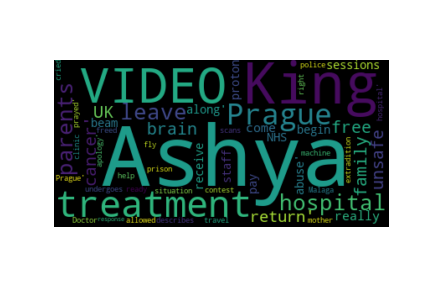 cried
police sessions
VIDEO King
proton
right
hospital
prayed
parents
UK leave along Prague free
freed
beam brain come begin
NHS
scans
clinic
apology
cancer
Ashya
unsafe
family
extradition
fly
receive
staff
machine
Prague
help prison
pay
abuse
contest
undergoes ready situation Malaga
treatment hospital
Doctor response allowed describes travel return mother really